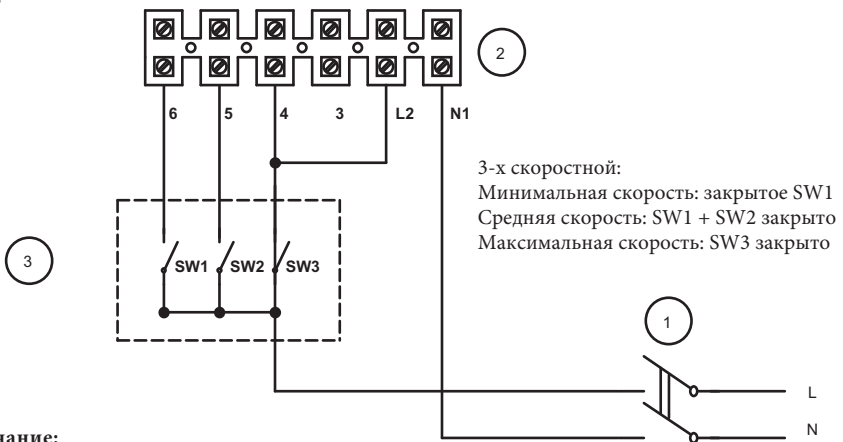 2
6 5 4 3 L2 N1
3-х скоростной:
Минимальная скорость: закрытое SW1
Средняя скорость: SW1 + SW2 закрыто
Максимальная скорость: SW3 закрыто
3
SW1 SW2 SW3
1
L
N